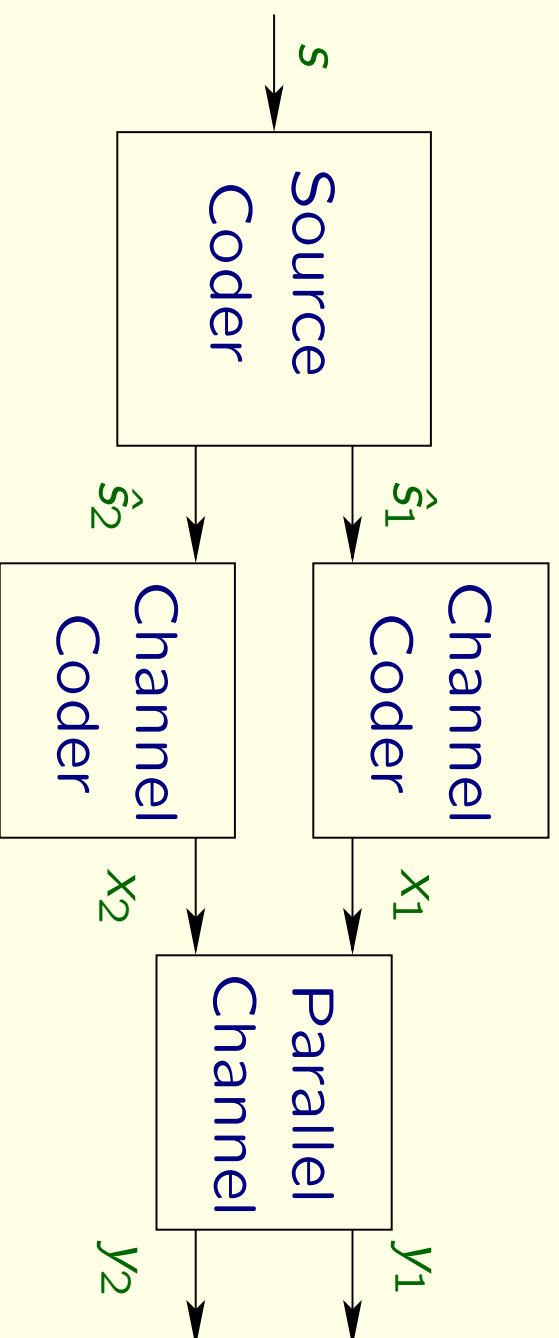 s
Source
Coder
ŝ₁
ŝ₂
Channel
Coder
Channel
Coder
x₁
x₂
Parallel
Channel
y₁
y₂